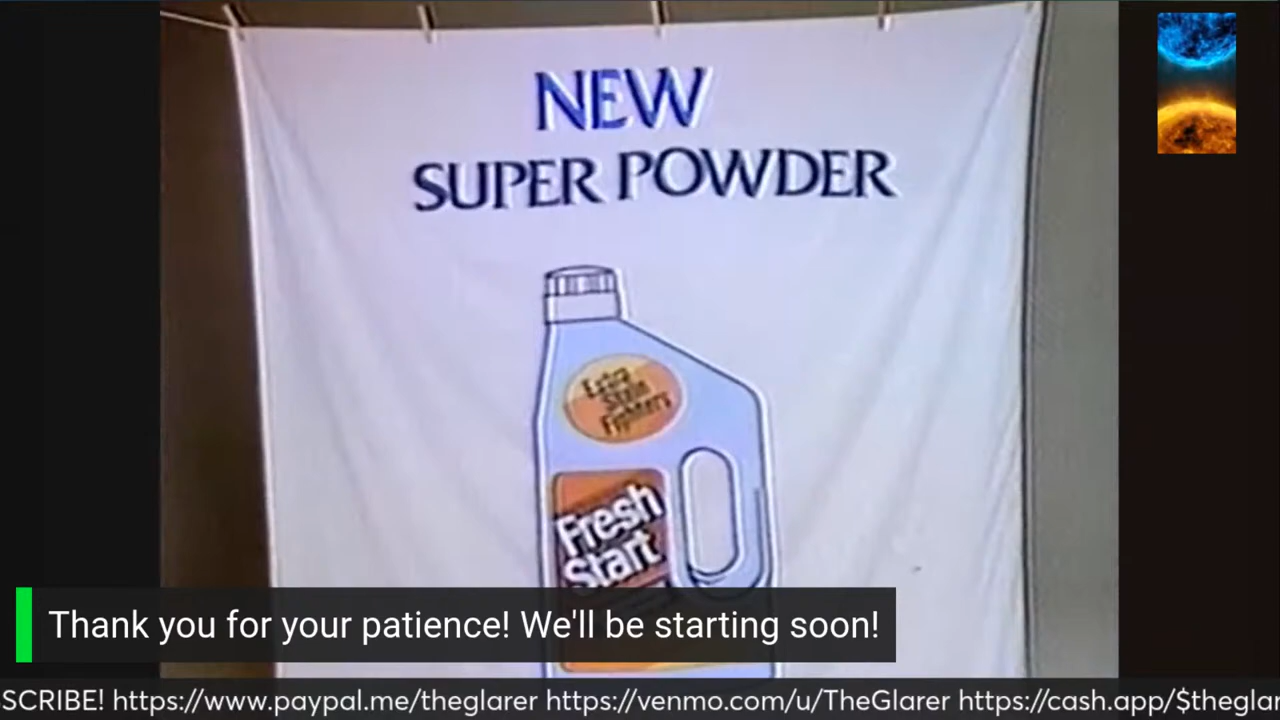 NEW
SUPER POWDER
Extra
Stain
Fighters
Fresh
Start
Thank you for your patience! We'll be starting soon!
SCRIBE! https://www.paypal.me/theglarer https://venmo.com/u/TheGlarer https://cash.app/$theglar